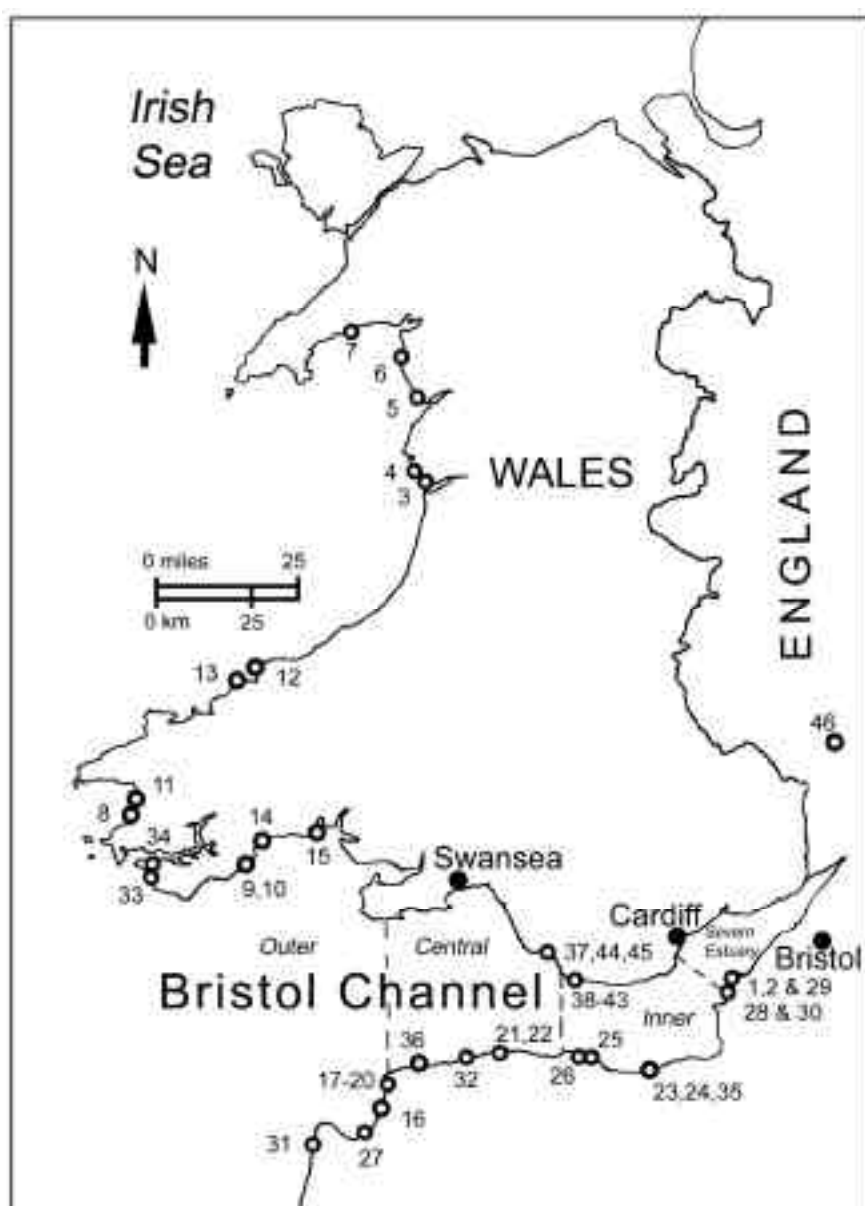 Irish
Sea
N
7
6
5
4
3
WALES
ENGLAND
0 miles 25
0 km 25
13
12
46
11
8
34
14
15
33
9,10
Swansea
Cardiff
Severn
Estuary
Bristol
Outer
Central
37,44,45
Bristol Channel
38-43
Inner
1,2 & 29
28 & 30
36
21,22
25
32
26
17-20
23,24,35
16
31
27